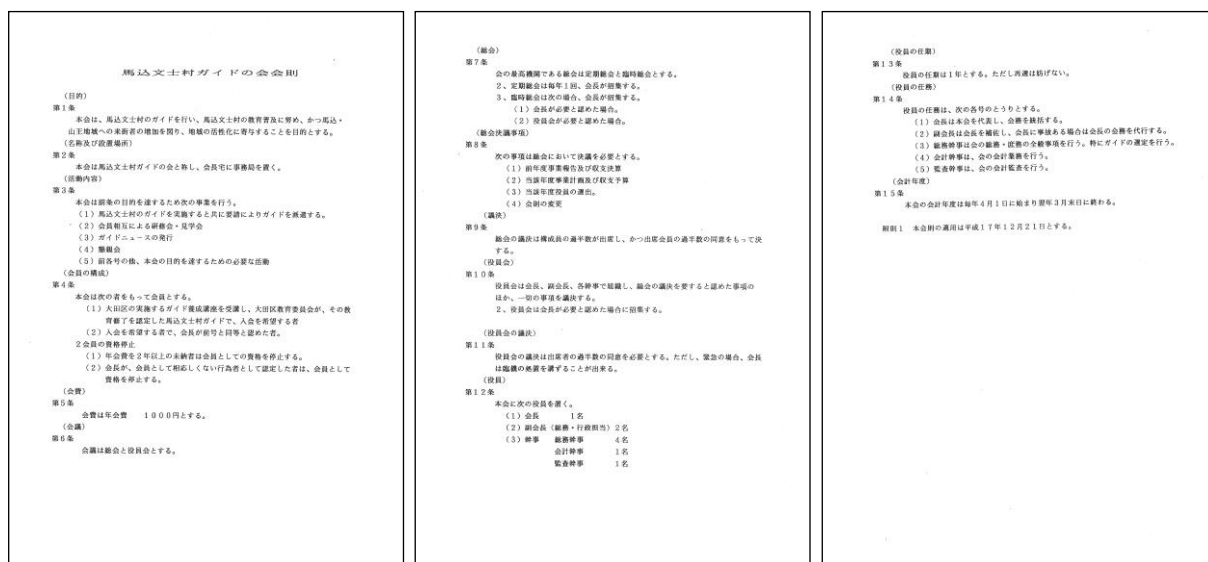 馬込文士村ガイドの会会則
（目的）
第１条
本会は、馬込文士村のガイドを行い、馬込文士村の教育普及に努め、かつ馬込・
山王地域への来面者の増加を図り、地域の活性化に寄与することを目的とする。
（名称及び設置場所）
第２条
本会は馬込文士村ガイドの会と称し、会長宅に事務局を置く。
（活動内容）
第３条
本会は前条の目的を達するため次の事業を行う。
（１）馬込文士村のガイドを実施すると共に要請によりガイドを派遣する。
（２）会員相互による研修会・見学会
（３）ガイドニュースの発行
（４）懇親会
（５）前各号の他、本会の目的を達するための必要な活動
（会員の構成）
第４条
本会は次の者をもって会員とする。
（１）大田区の実施するガイド養成講座を受講し、大田区教育委員会が、その教
育修了を認定した馬込文士村ガイドで、入会を希望する者
（２）入会を希望する者で、会長が前号と同等と認めた者。
２会員の資格停止
（１）年会費を２年以上の未納者は会員としての資格を停止する。
（２）会長が、会員として相応しくない行為者として認定した者は、会員として
資格を停止する。
（会費）
第５条
会費は年会費　１０００円とする。
（会議）
第６条
会議は総会と役員会とする。
（総会）
第７条
会の最高機関である総会は定期総会と臨時総会とする。
２、定期総会は毎年１回、会長が招集する。
３、臨時総会は次の場合、会長が招集する。
（１）会長が必要と認めた場合。
（２）役員会が必要と認めた場合。
（総会決議事項）
第８条
次の事項は総会において決議を必要とする。
（１）前年度事業報告及び収支決算
（２）当該年度事業計画及び収支予算
（３）当該年度役員の選出。
（４）会則の変更
（議決）
第９条
総会の議決は構成員の過半数が出席し、かつ出席会員の過半数の同意をもって決
する。
（役員会）
第１０条
役員会は会長、副会長、各幹事で組織し、総会の議決を要すると認めた事項の
ほか、一切の事項を議決する。
２、役員会は会長が必要と認めた場合に招集する。
（役員会の議決）
第１１条
役員会の議決は出席者の過半数の同意を必要とする。ただし、緊急の場合、会長
は臨機の処置を講ずることが出来る。
（役員）
第１２条
本会に次の役員を置く。
（１）会長　１名
（２）副会長（総務・行政担当）２名
（３）幹事　総務幹事　４名
会計幹事　１名
監査幹事　１名
（役員の任期）
第１３条
役員の任期は１年とする。ただし再選は妨げない。
（役員の任務）
第１４条
役員の任務は、次の各号のとうりとする。
（１）会長は本会を代表し、会務を統括する。
（２）副会長は会長を補佐し、会長に事故ある場合は会長の会務を代行する。
（３）総務幹事は会の総務・庶務の全般事項を行う。特にガイドの選定を行う。
（４）会計幹事は、会の会計業務を行う。
（５）監査幹事は、会の会計監査を行う。
（会計年度）
第１５条
本会の会計年度は毎年４月１日に始まり翌年３月末日に終わる。
附則１　本会則の適用は平成１７年１２月２１日とする。